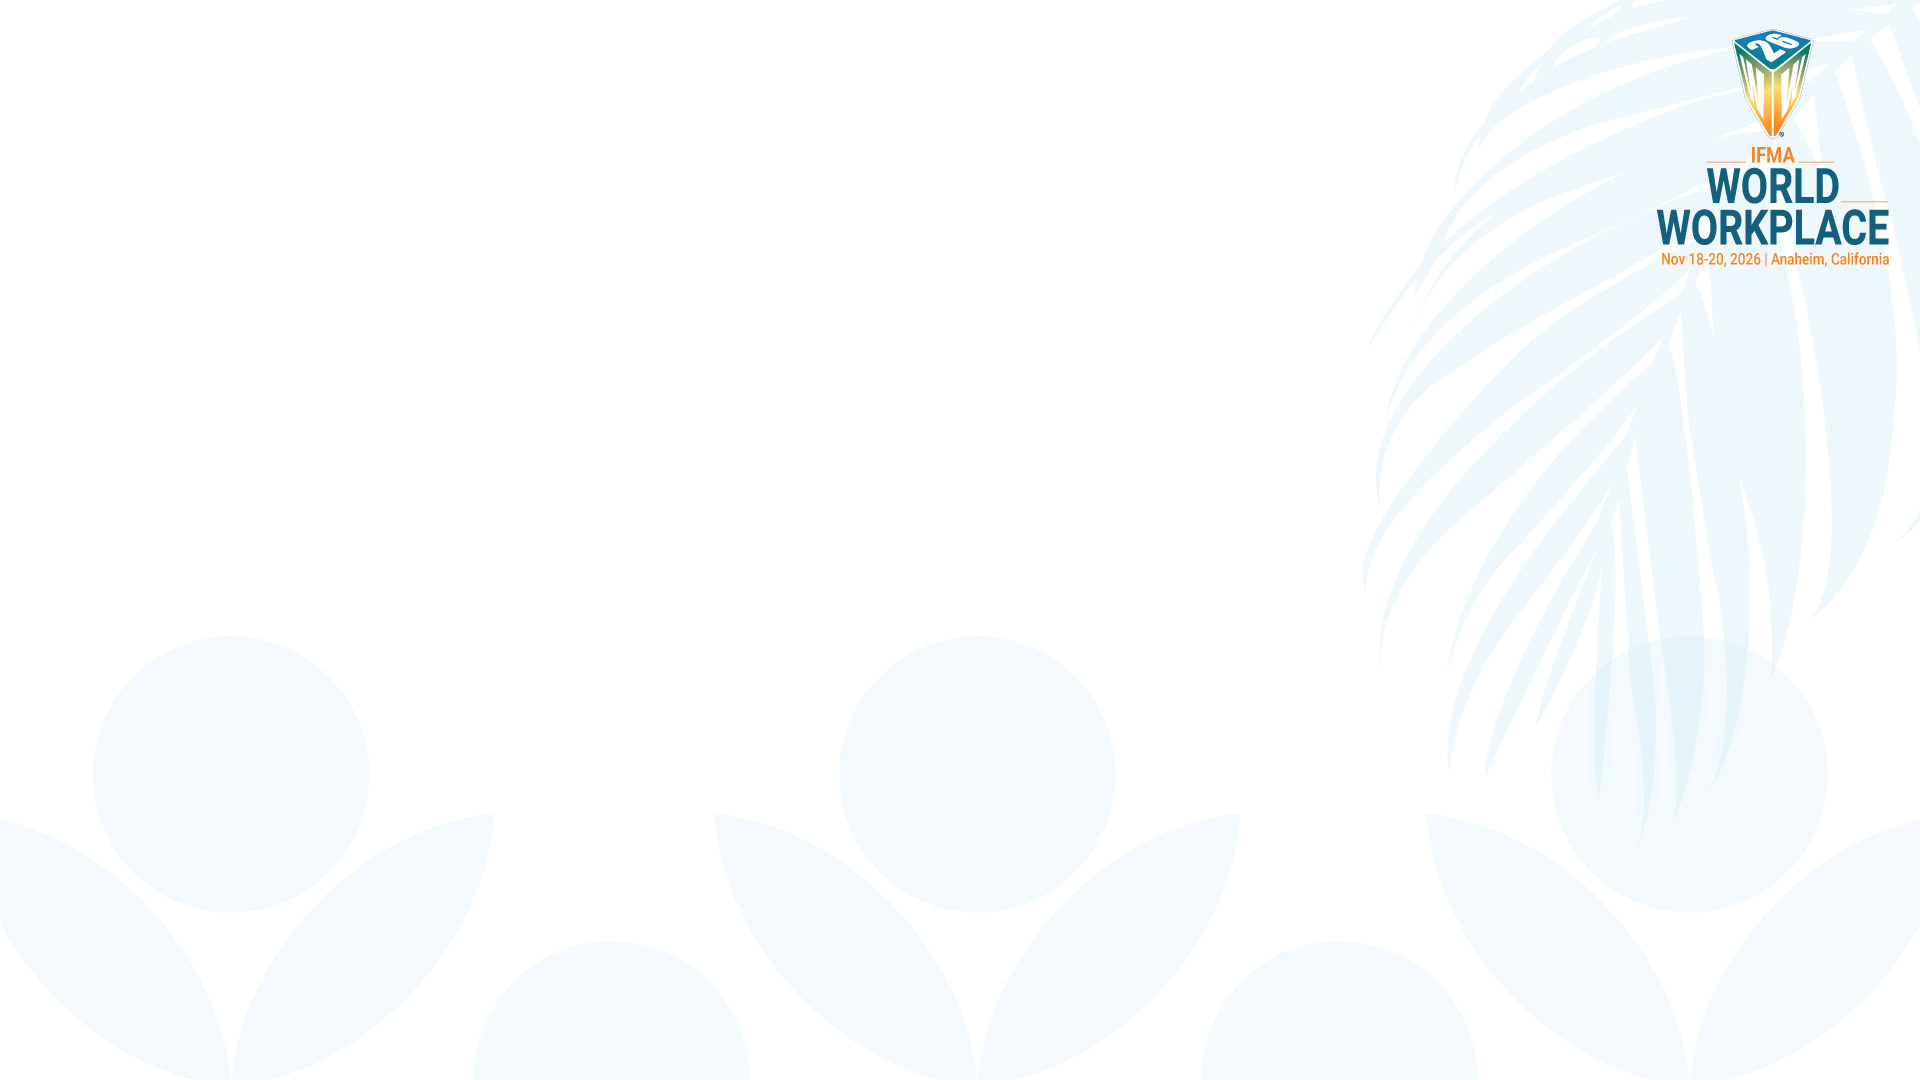 26
IFMA
WORLD
WORKPLACE
Nov 18-20, 2026 | Anaheim, California